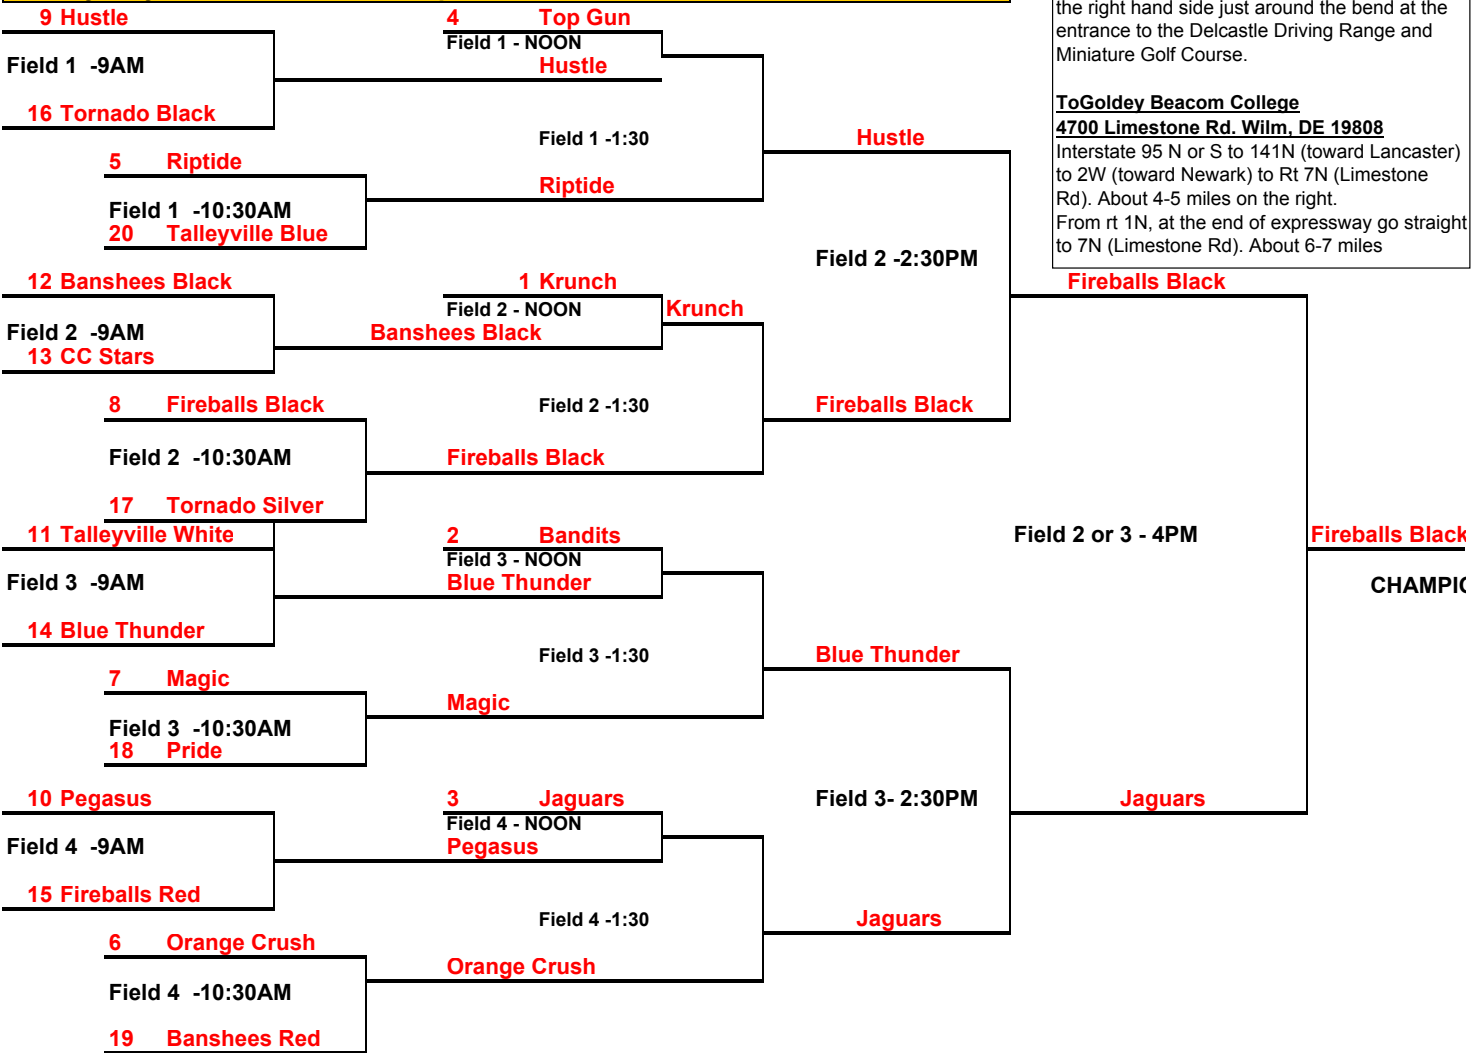 9 Hustle
4 Top Gun
Field 1 - NOON
Field 1 -9AM
Hustle
16 Tornado Black
Field 1 -1:30
Hustle
5 Riptide
Riptide
Field 1 -10:30AM
20 Talleyville Blue
Field 2 -2:30PM
12 Banshees Black
1 Krunch
Fireballs Black
Field 2 - NOON
Krunch
Field 2 -9AM
Banshees Black
13 CC Stars
8 Fireballs Black
Field 2 -1:30
Fireballs Black
Field 2 -10:30AM
Fireballs Black
17 Tornado Silver
11 Talleyville White
2 Bandits
Field 2 or 3 - 4PM
Fireballs Black
Field 3 - NOON
Field 3 -9AM
Blue Thunder
CHAMPIO
14 Blue Thunder
Field 3 -1:30
Blue Thunder
7 Magic
Magic
Field 3 -10:30AM
18 Pride
10 Pegasus
3 Jaguars
Field 3- 2:30PM
Jaguars
Field 4 - NOON
Field 4 -9AM
Pegasus
15 Fireballs Red
Field 4 -1:30
Jaguars
6 Orange Crush
Orange Crush
Field 4 -10:30AM
19 Banshees Red
the right hand side just around the bend at the
entrance to the Delcastle Driving Range and
Miniature Golf Course.
ToGoldey Beacom College
4700 Limestone Rd. Wilm, DE 19808
Interstate 95 N or S to 141N (toward Lancaster)
to 2W (toward Newark) to Rt 7N (Limestone
Rd). About 4-5 miles on the right.
From rt 1N, at the end of expressway go straight
to 7N (Limestone Rd). About 6-7 miles